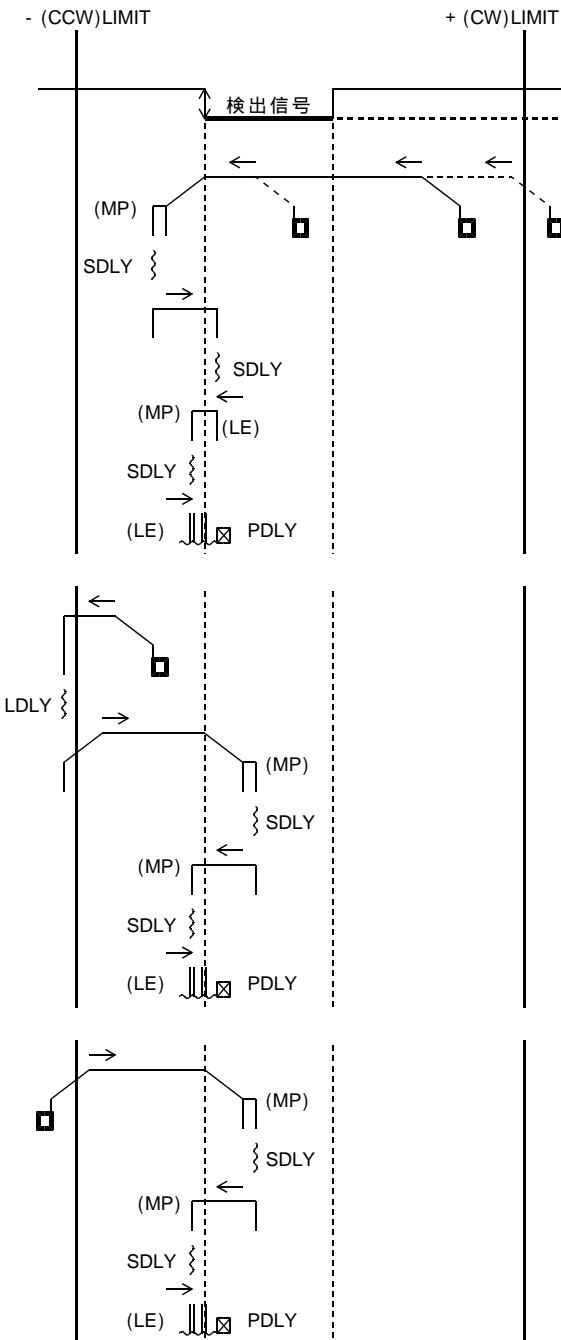 - (CCW)LIMIT + (CW)LIMIT
検出信号
(MP)
SDLY
SDLY
(MP) (LE)
SDLY
(LE) PDLY
LDLY
(MP)
SDLY
(MP)
SDLY
(LE) PDLY
(MP)
SDLY
(MP)
SDLY
(LE) PDLY